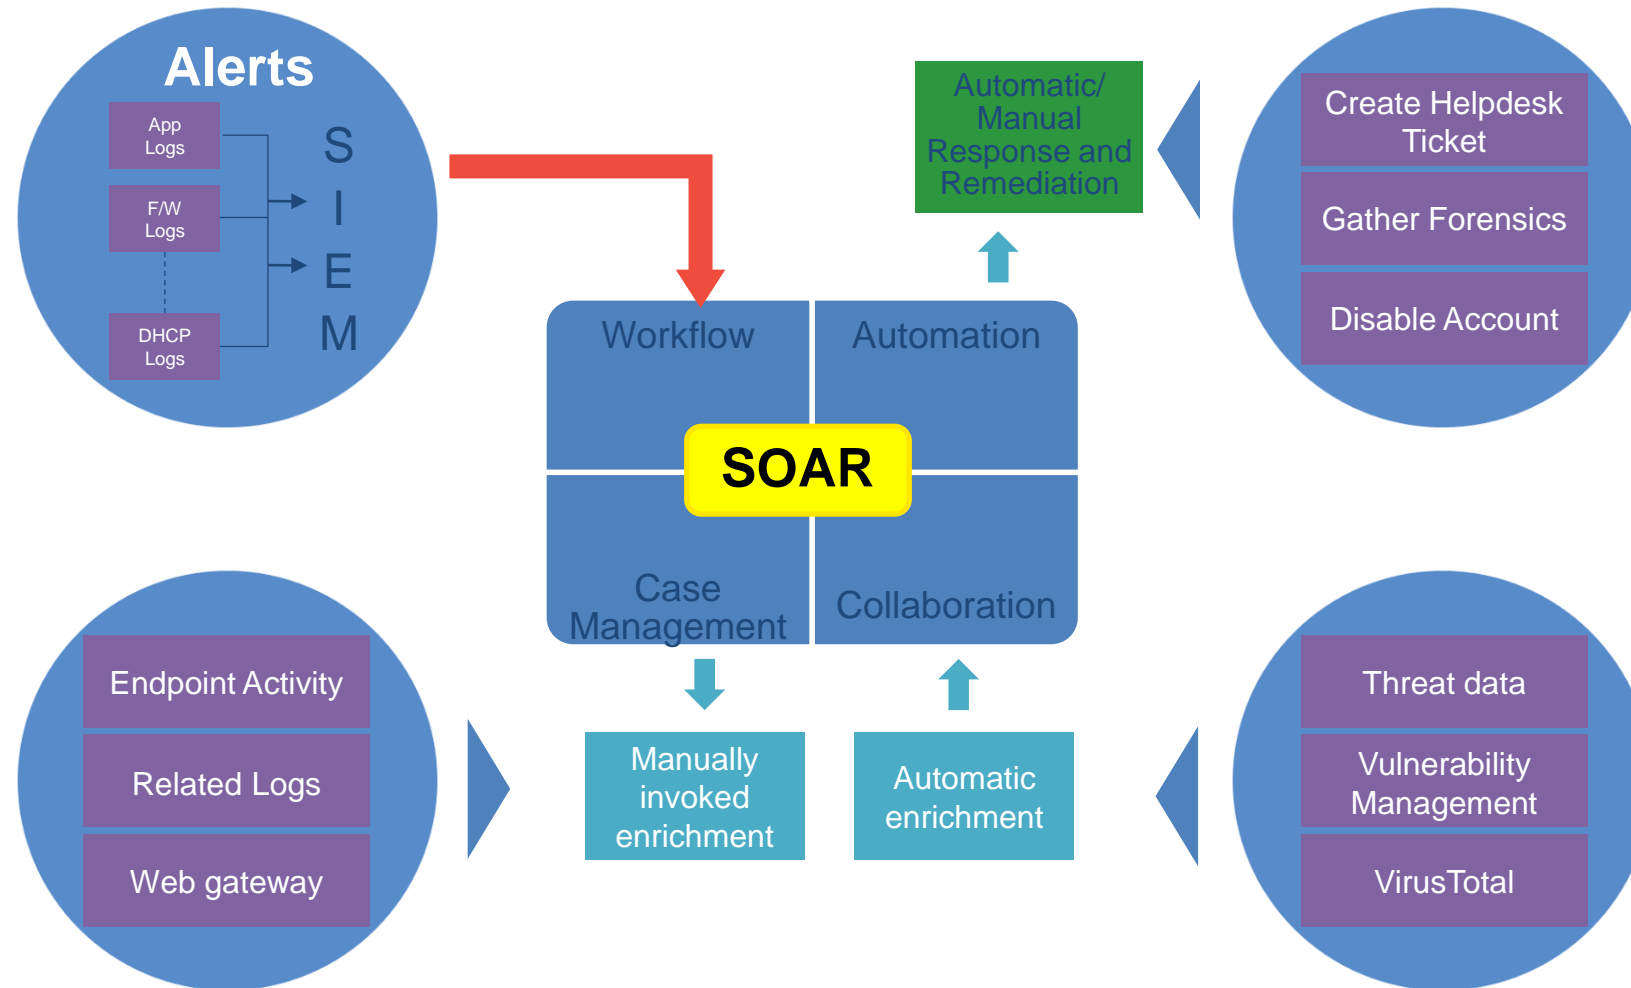 Alerts
App
Logs
F/W
Logs
DHCP
Logs
S
I
E
M
Automatic/
Manual
Response and
Remediation
Create Helpdesk
Ticket
Gather Forensics
Disable Account
Workflow
Automation
SOAR
Case
Management
Collaboration
Endpoint Activity
Related Logs
Web gateway
Manually
invoked
enrichment
Automatic
enrichment
Threat data
Vulnerability
Management
VirusTotal